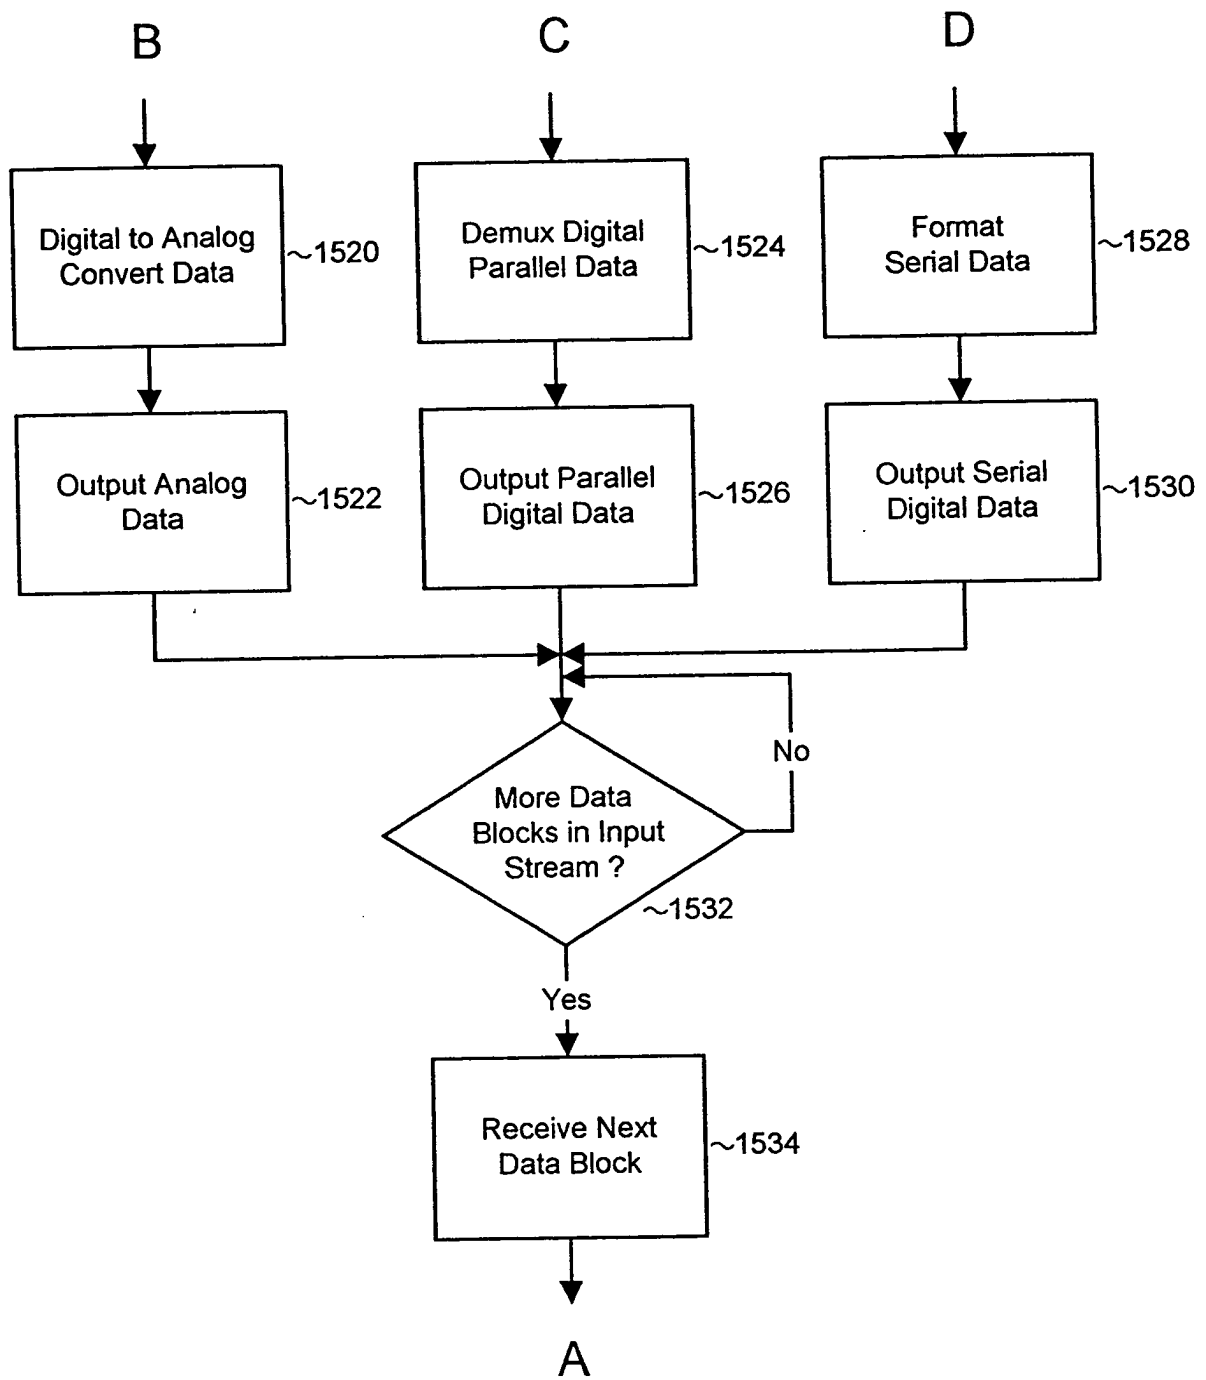 B
C
D
Digital to Analog
Convert Data
~1520
Demux Digital
Parallel Data
~1524
Format
Serial Data
~1528
Output Analog
Data
~1522
Output Parallel
Digital Data
~1526
Output Serial
Digital Data
~1530
No
More Data
Blocks in Input
Stream ?
~1532
Yes
Receive Next
Data Block
~1534
A